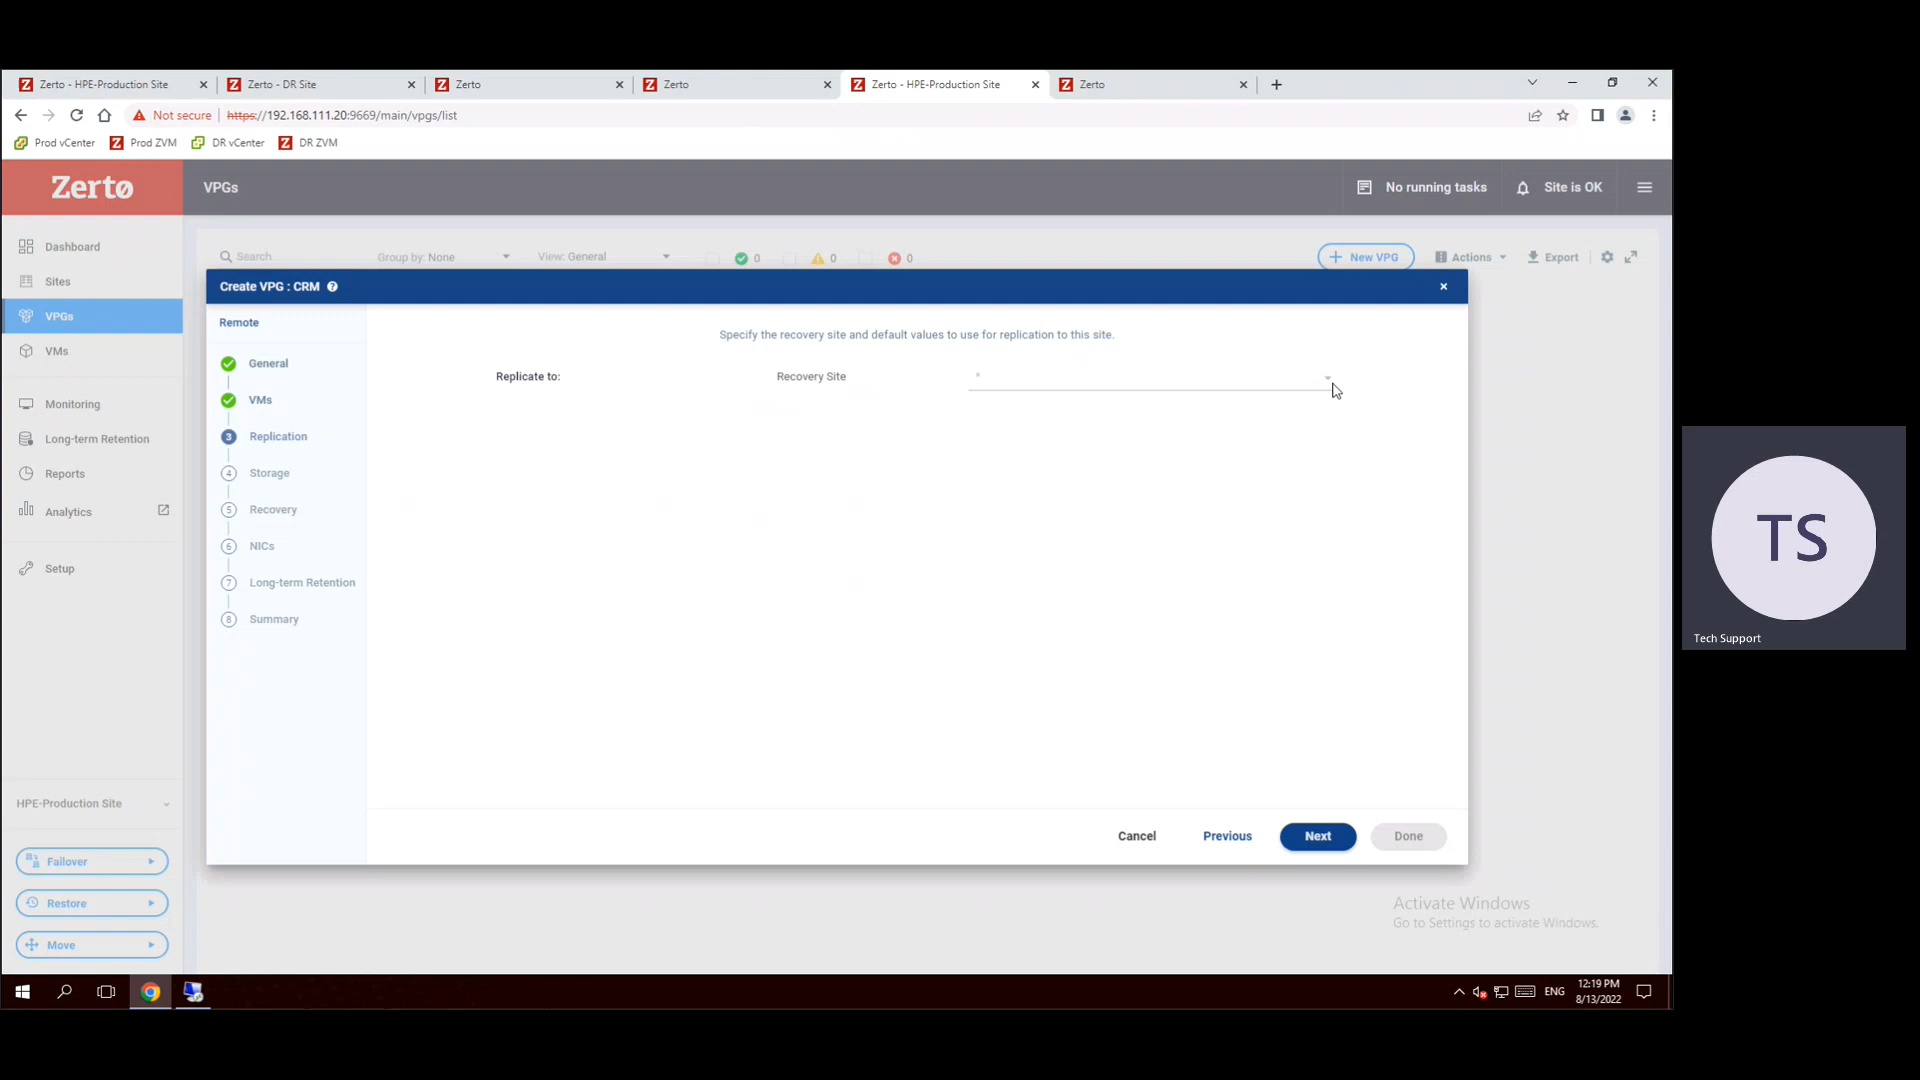 Zerto - HPE-Production Site
Zerto - DR Site
Zerto
Zerto
Zerto - HPE-Production Site
Zerto
Not secure
https://192.168.111.20:9669/main/vpgs/list
Prod vCenter
Prod ZVM
DR vCenter
DR ZVM
Zerto
VPGs
No running tasks
Site is OK
Dashboard
Sites
VPGs
VMs
Monitoring
Long-term Retention
Reports
Analytics
Setup
HPE-Production Site
Failover
Restore
Move
Search
Group by: None
View: General
0
0
0
New VPG
Actions
Export
Create VPG : CRM ?
Remote
General
VMs
3 Replication
4 Storage
5 Recovery
6 NICs
7 Long-term Retention
8 Summary
Specify the recovery site and default values to use for replication to this site.
Replicate to:
Recovery Site
*
Cancel
Previous
Next
Done
Activate Windows
Go to Settings to activate Windows.
ENG
12:19 PM
8/13/2022
TS
Tech Support